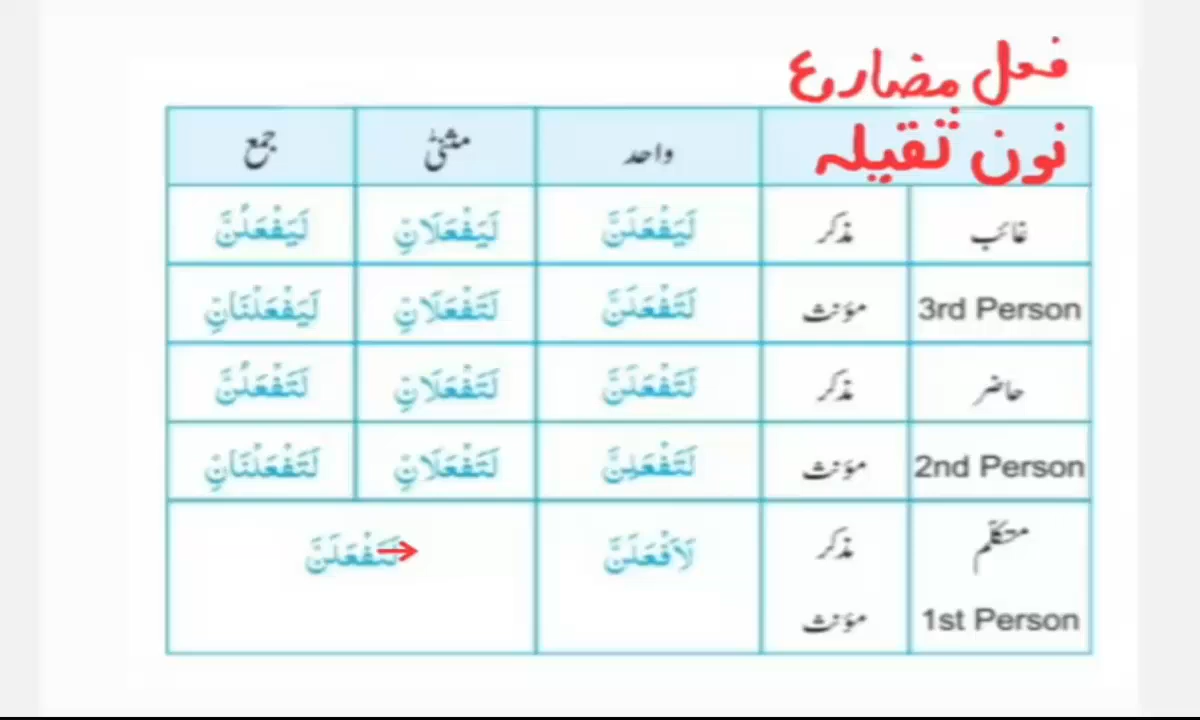 فعل مضارع
نون ثقیلہ
واحد مثنیٰ جمع
غائب مذکر لَيَفْعَلَنَّ لَيَفْعَلَانِّ لَيَفْعَلُنَّ
3rd Person مؤنث لَتَفْعَلَنَّ لَتَفْعَلَانِّ لَيَفْعَلْنَانِّ
حاضر مذکر لَتَفْعَلَنَّ لَتَفْعَلَانِّ لَتَفْعَلُنَّ
2nd Person مؤنث لَتَفْعَلِنَّ لَتَفْعَلَانِّ لَتَفْعَلْنَانِّ
متکلّم مذکر لَاَفْعَلَنَّ لَنَفْعَلَنَّ
1st Person مؤنث